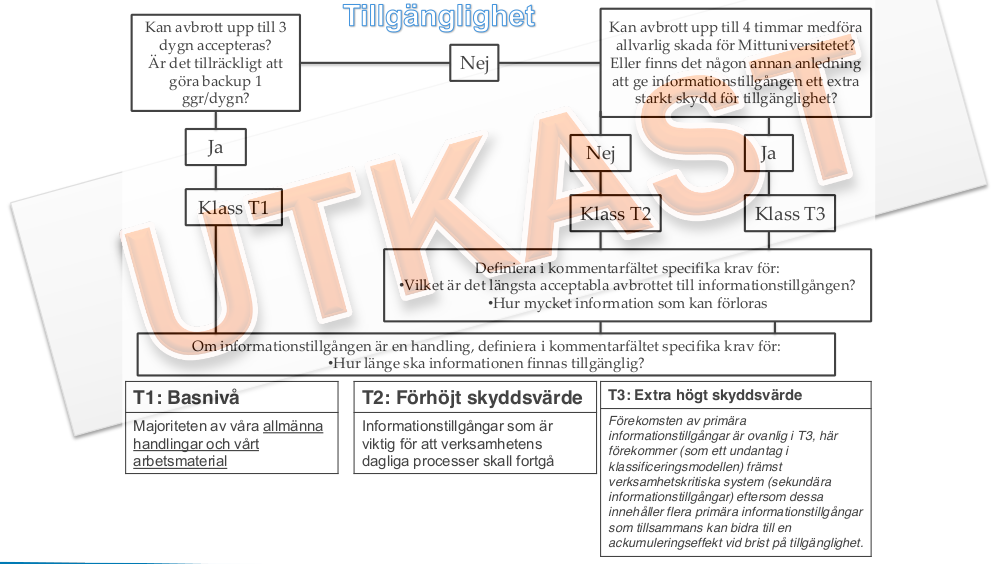 Tillgänglighet
Kan avbrott upp till 3
dygn accepteras?
Är det tillräckligt att
göra backup 1
ggr/dygn?
Nej
Kan avbrott upp till 4 timmar medföra
allvarlig skada för Mittuniversitetet?
Eller finns det någon annan anledning
att ge informationstillgången ett extra
starkt skydd för tillgänglighet?
Ja
Nej
Ja
Klass T1
Klass T2
Klass T3
UTKAST
Definiera i kommentarfältet specifika krav för:
•Vilket är det längsta acceptabla avbrottet till informationstillgången?
•Hur mycket information som kan förloras
Om informationstillgången är en handling, definiera i kommentarfältet specifika krav för:
•Hur länge ska informationen finnas tillgänglig?
T1: Basnivå
Majoriteten av våra allmänna
handlingar och vårt
arbetsmaterial
T2: Förhöjt skyddsvärde
Informationstillgångar som är
viktig för att verksamhetens
dagliga processer skall fortgå
T3: Extra högt skyddsvärde
Förekomsten av primära
informationstillgångar är ovanlig i T3, här
förekommer (som ett undantag i
klassificeringsmodellen) främst
verksamhetskritiska system (sekundära
informationstillgångar) eftersom dessa
innehåller flera primära informationstillgångar
som tillsammans kan bidra till en
ackumuleringseffekt vid brist på tillgänglighet.